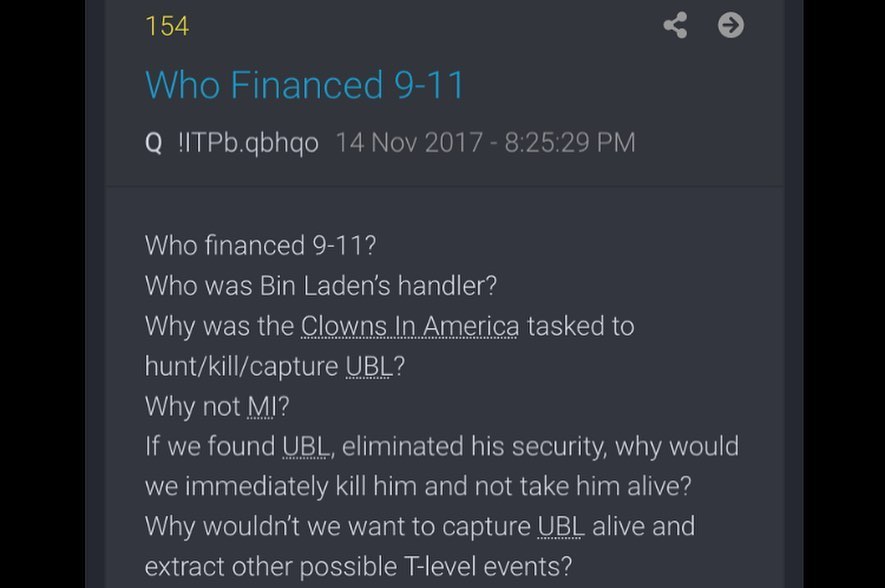 154
Who Financed 9-11
Q !ITPb.qbhqo 14 Nov 2017 - 8:25:29 PM
Who financed 9-11?
Who was Bin Laden's handler?
Why was the Clowns In America tasked to
hunt/kill/capture UBL?
Why not MI?
If we found UBL, eliminated his security, why would
we immediately kill him and not take him alive?
Why wouldn't we want to capture UBL alive and
extract other possible T-level events?